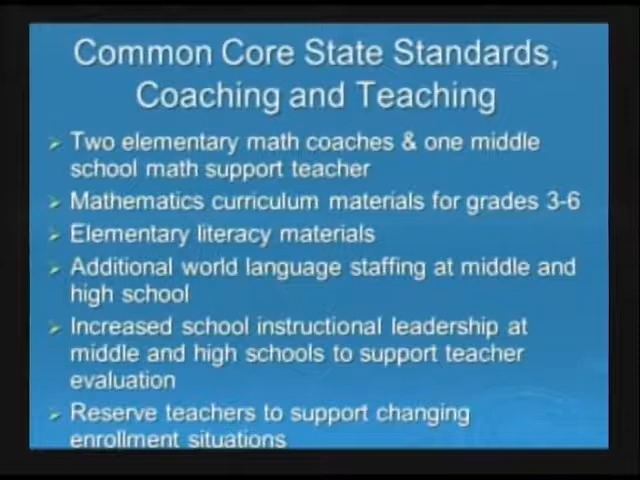 Common Core State Standards,
Coaching and Teaching
Two elementary math coaches & one middle
school math support teacher
Mathematics curriculum materials for grades 3-6
Elementary literacy materials
Additional world language staffing at middle and
high school
Increased school instructional leadership at
middle and high schools to support teacher
evaluation
Reserve teachers to support changing
enrollment situations